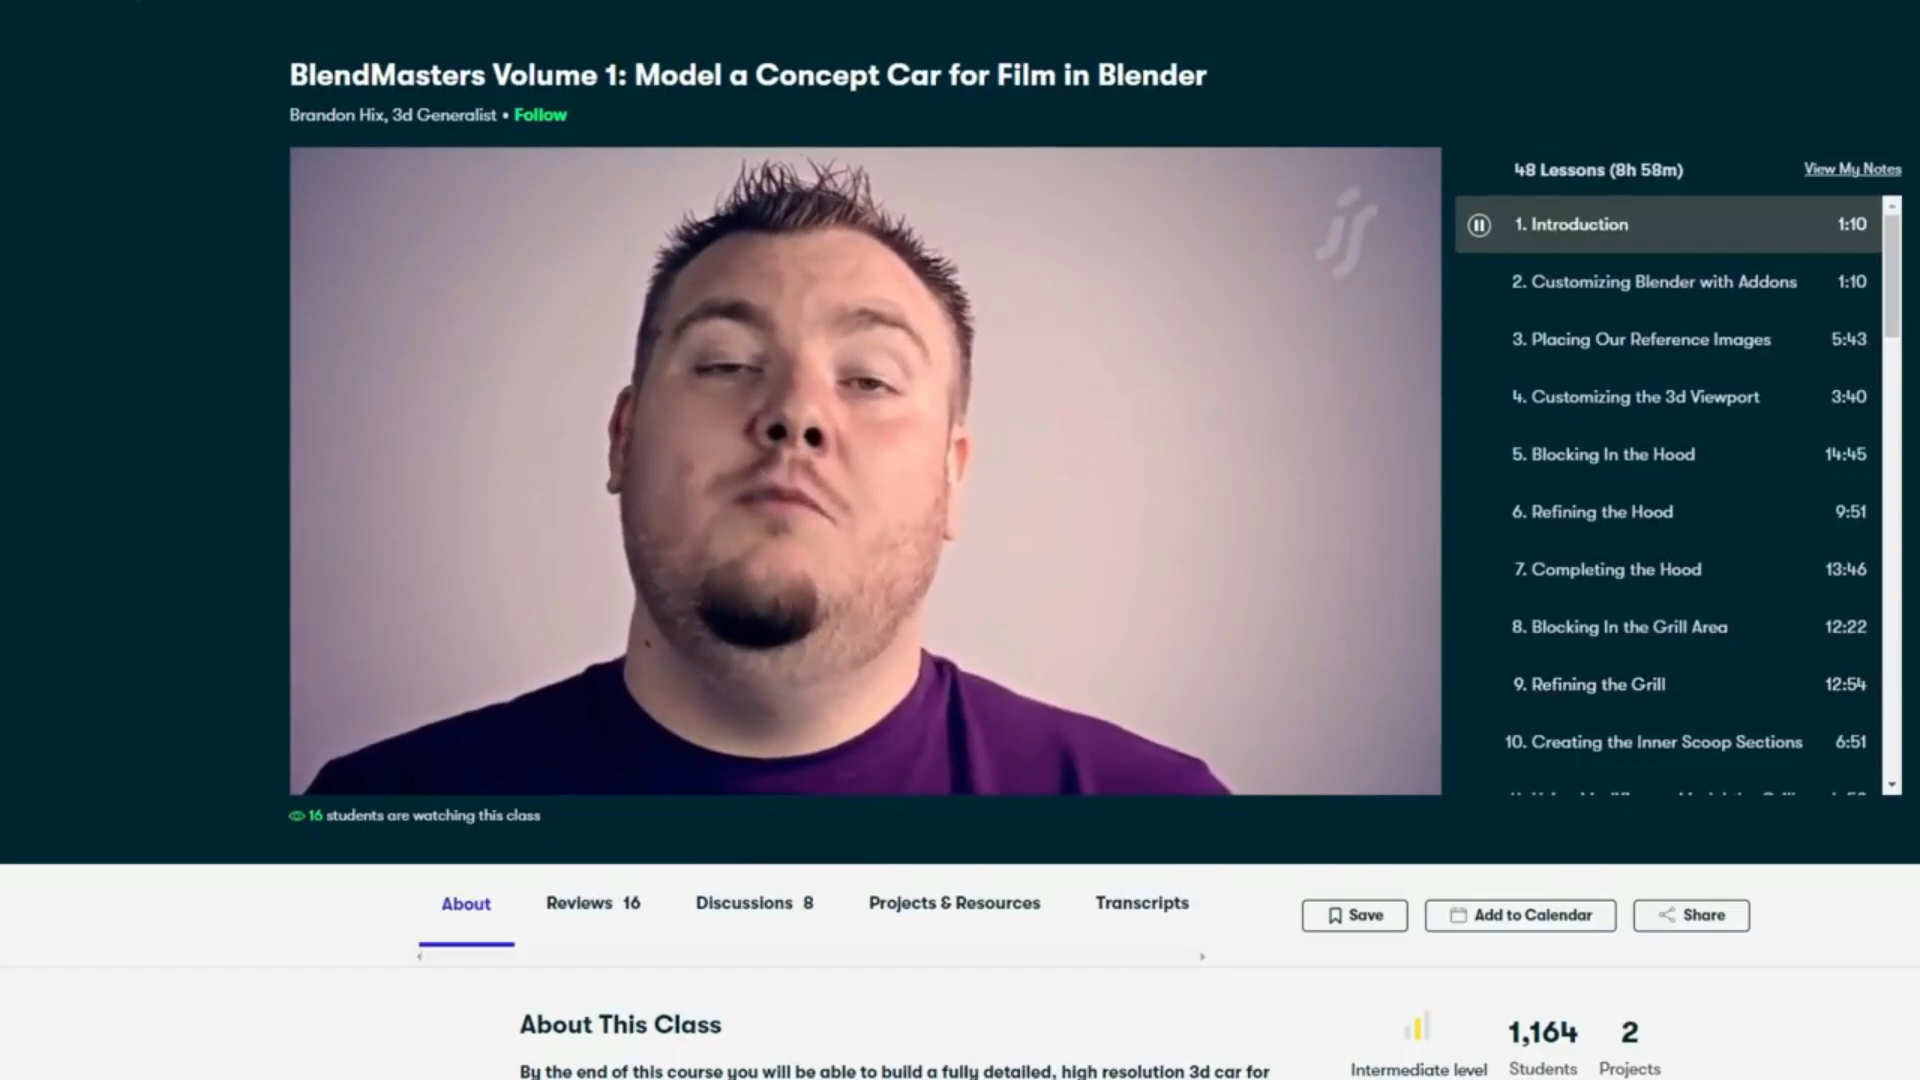 BlendMasters Volume 1: Model a Concept Car for Film in Blender
Brandon Hix, 3d Generalist • Follow
48 Lessons (8h 58m)
View My Notes
1. Introduction 1:10
2. Customizing Blender with Addons 1:10
3. Placing Our Reference Images 5:43
4. Customizing the 3d Viewport 3:40
5. Blocking In the Hood 14:45
6. Refining the Hood 9:51
7. Completing the Hood 13:46
8. Blocking In the Grill Area 12:22
9. Refining the Grill 12:54
10. Creating the Inner Scoop Sections 6:51
16 students are watching this class
About
Reviews 16
Discussions 8
Projects & Resources
Transcripts
Save
Add to Calendar
Share
About This Class
By the end of this course you will be able to build a fully detailed, high resolution 3d car for
Intermediate level
1,164
Students
2
Projects